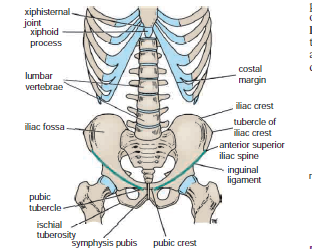 xiphisternal
joint
xiphoid
process
lumbar
vertebrae
iliac fossa
pubic
tubercle
ischial
tuberosity
symphysis pubis
pubic crest
costal
margin
iliac crest
tubercle of
iliac crest
anterior superior
iliac spine
inguinal
ligament